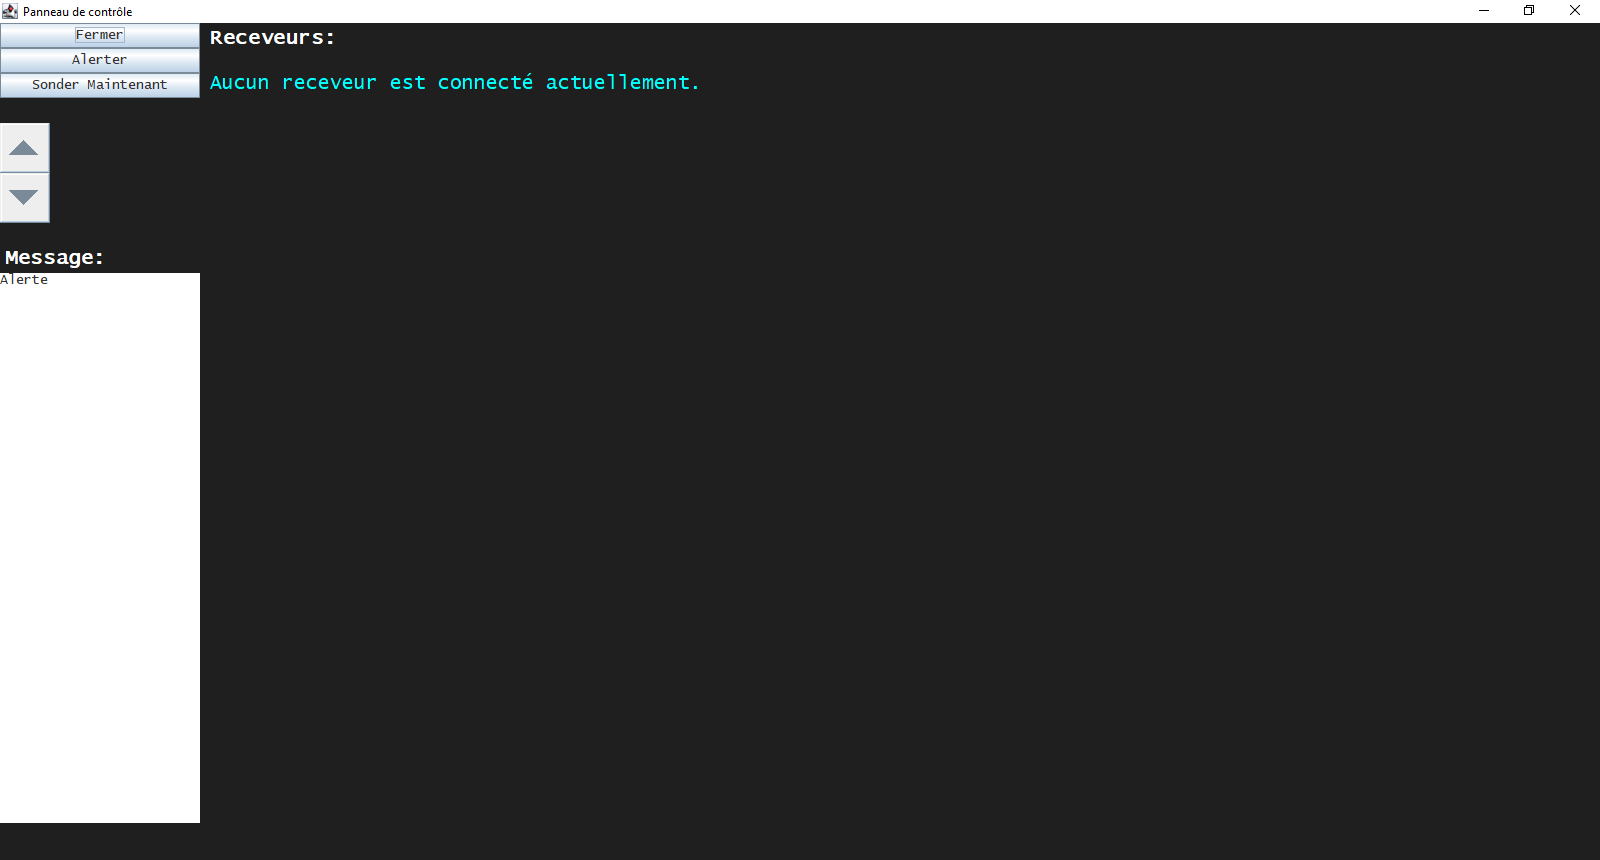 Panneau de contrôle
Fermer
Alerter
Sonder Maintenant
Receveurs:
Aucun receveur est connecté actuellement.
Message:
Alerte